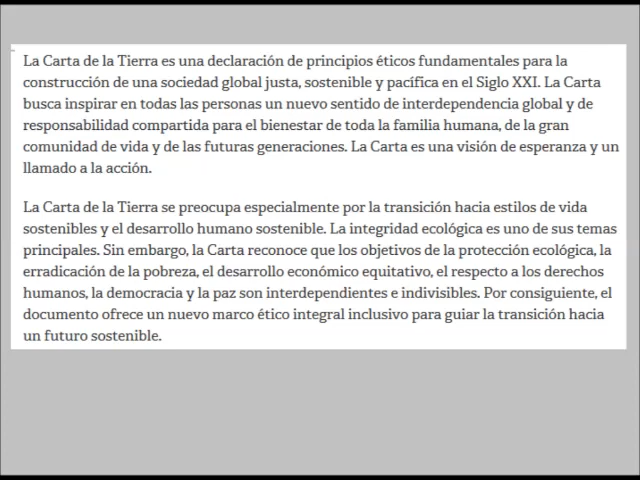 La Carta de la Tierra es una declaración de principios éticos fundamentales para la
construcción de una sociedad global justa, sostenible y pacífica en el Siglo XXI. La Carta
busca inspirar en todas las personas un nuevo sentido de interdependencia global y de
responsabilidad compartida para el bienestar de toda la familia humana, de la gran
comunidad de vida y de las futuras generaciones. La Carta es una visión de esperanza y un
llamado a la acción.
La Carta de la Tierra se preocupa especialmente por la transición hacia estilos de vida
sostenibles y el desarrollo humano sostenible. La integridad ecológica es uno de sus temas
principales. Sin embargo, la Carta reconoce que los objetivos de la protección ecológica, la
erradicación de la pobreza, el desarrollo económico equitativo, el respeto a los derechos
humanos, la democracia y la paz son interdependientes e indivisibles. Por consiguiente, el
documento ofrece un nuevo marco ético integral inclusivo para guiar la transición hacia
un futuro sostenible.